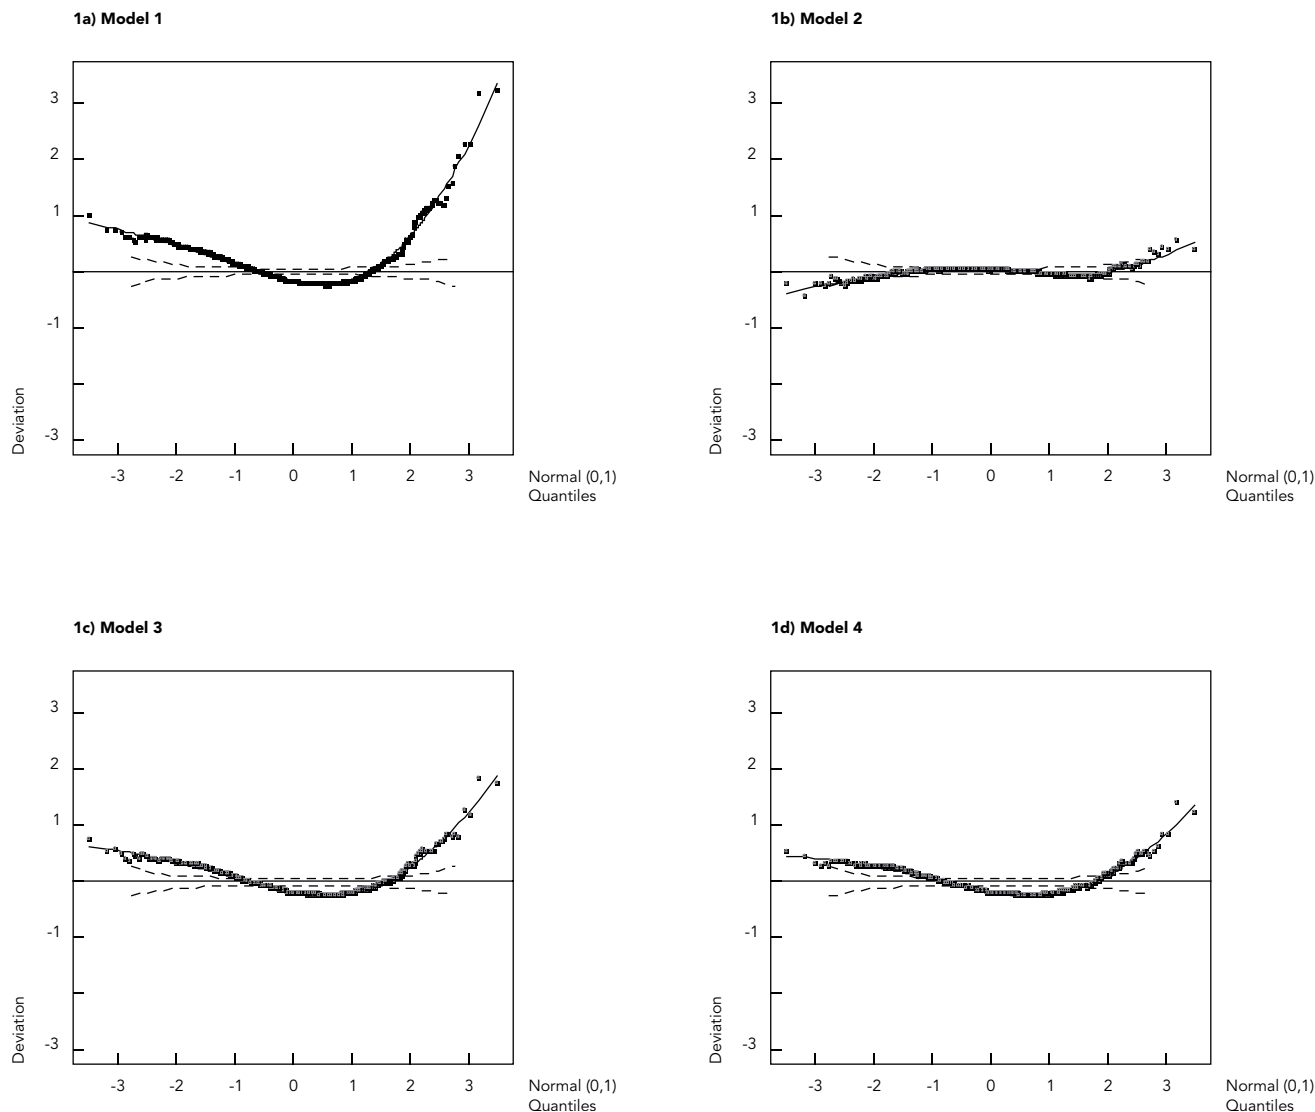 1a) Model 1
3
2
1
-1
-3
Deviation
-3 -2 -1 0 1 2 3
Normal (0,1)
Quantiles
1b) Model 2
3
2
1
-1
-3
Deviation
-3 -2 -1 0 1 2 3
Normal (0,1)
Quantiles
1c) Model 3
3
2
1
-1
-3
Deviation
-3 -2 -1 0 1 2 3
Normal (0,1)
Quantiles
1d) Model 4
3
2
1
-1
-3
Deviation
-3 -2 -1 0 1 2 3
Normal (0,1)
Quantiles